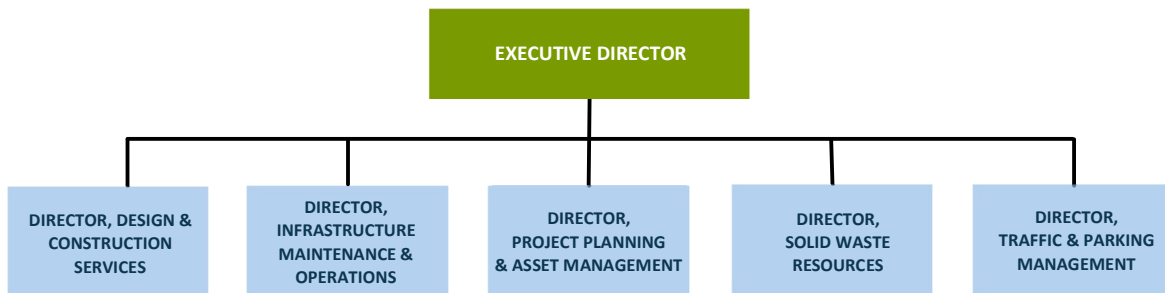 EXECUTIVE DIRECTOR
DIRECTOR, DESIGN &
CONSTRUCTION
SERVICES
DIRECTOR,
INFRASTRUCTURE
MAINTENANCE &
OPERATIONS
DIRECTOR,
PROJECT PLANNING
& ASSET MANAGEMENT
DIRECTOR,
SOLID WASTE
RESOURCES
DIRECTOR,
TRAFFIC & PARKING
MANAGEMENT